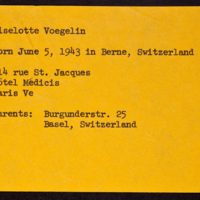 iselotte Voegelin
orn June 5, 1943 in Berne, Switzerland
14 rue St. Jacques
ôtel Médicis
aris Ve
arents: Burgunderstr. 25
Basel, Switzerland